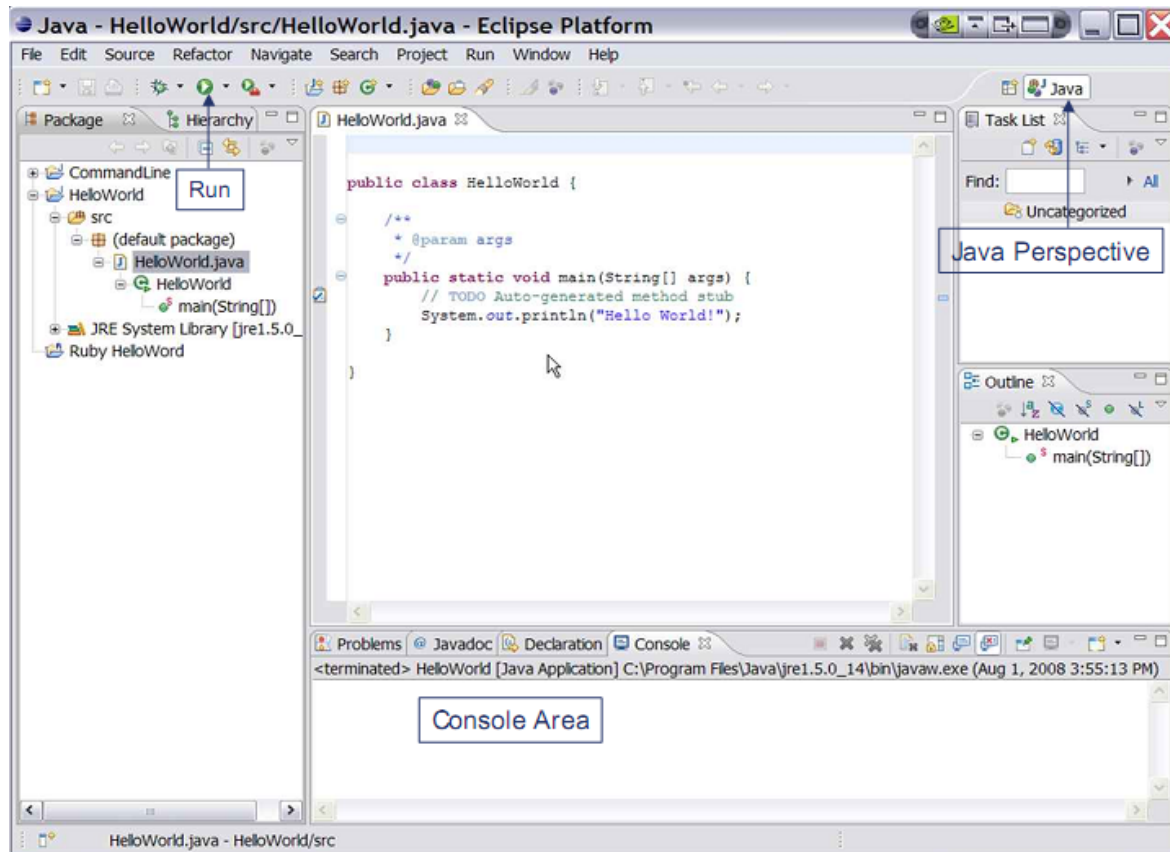 Java - HelloWorld/src/HelloWorld.java - Eclipse Platform
File Edit Source Refactor Navigate Search Project Run Window Help
Java
Package Hierarchy
HelloWorld.java
Task List
CommandLine
HelloWorld
src
(default package)
HelloWorld.java
HelloWorld
main(String[])
JRE System Library [jre1.5.0_
Ruby HelloWord
Run
public class HelloWorld {
/**
* @param args
*/
public static void main(String[] args) {
// TODO Auto-generated method stub
System.out.println("Hello World!");
}
}
Find: All
Uncategorized
Java Perspective
Outline
HelloWorld
main(String[])
Problems @ Javadoc Declaration Console
<terminated> HelloWorld [Java Application] C:\Program Files\Java\jre1.5.0_14\bin\javaw.exe (Aug 1, 2008 3:55:13 PM)
Console Area
HelloWorld.java - HelloWorld/src